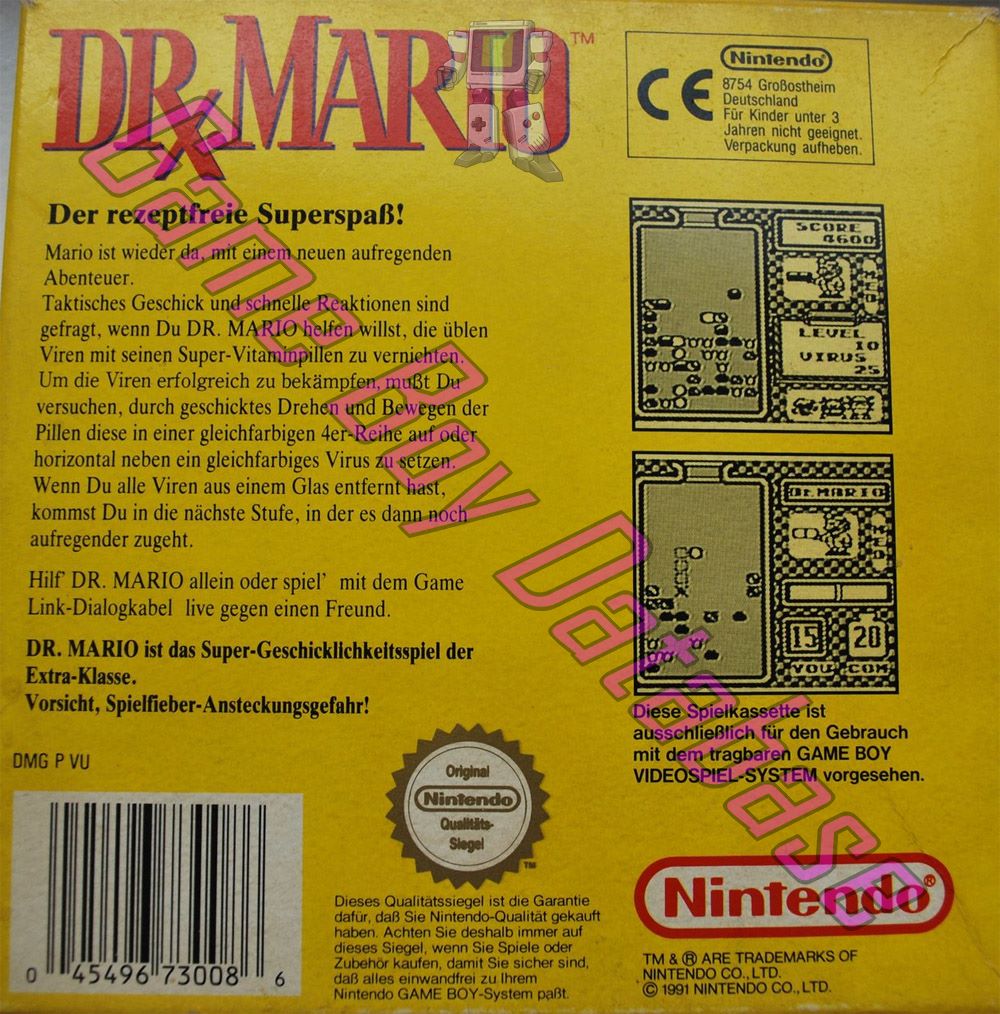 DR. MARIO™
Nintendo®
8754 Großostheim
Deutschland
Für Kinder unter 3
Jahren nicht geeignet.
Verpackung aufheben.
CE
Der rezeptfreie Superspaß!
Mario ist wieder da, mit einem neuen aufregenden
Abenteuer.
Taktisches Geschick und schnelle Reaktionen sind
gefragt, wenn Du DR. MARIO helfen willst, die üblen
Viren mit seinen Super-Vitaminpillen zu vernichten.
Um die Viren erfolgreich zu bekämpfen, mußt Du
versuchen, durch geschicktes Drehen und Bewegen der
Pillen diese in einer gleichfarbigen 4er-Reihe auf oder
horizontal neben ein gleichfarbiges Virus zu setzen.
Wenn Du alle Viren aus einem Glas entfernt hast,
kommst Du in die nächste Stufe, in der es dann noch
aufregender zugeht.
Hilf' DR. MARIO allein oder spiel' mit dem Game
Link-Dialogkabel live gegen einen Freund.
DR. MARIO ist das Super-Geschicklichkeitsspiel der
Extra-Klasse.
Vorsicht, Spielfieber-Ansteckungsgefahr!
SCORE
4600
MED
LEVEL
10
VIRUS
25
DR.MARIO
MED
15 20
YOU COM
Diese Spielkassette ist
ausschließlich für den Gebrauch
mit dem tragbaren GAME BOY
VIDEOSPIEL-SYSTEM vorgesehen.
DMG P VU
0 45496 73008 6
Original
Nintendo
Qualitäts-
Siegel
TM
Dieses Qualitätssiegel ist die Garantie
dafür, daß Sie Nintendo-Qualität gekauft
haben. Achten Sie deshalb immer auf
dieses Siegel, wenn Sie Spiele oder
Zubehör kaufen, damit Sie sicher sind,
daß alles einwandfrei zu Ihrem
Nintendo GAME BOY-System paßt.
Nintendo®
TM & ® ARE TRADEMARKS OF
NINTENDO CO., LTD.
© 1991 NINTENDO CO., LTD.
Game Boy Database